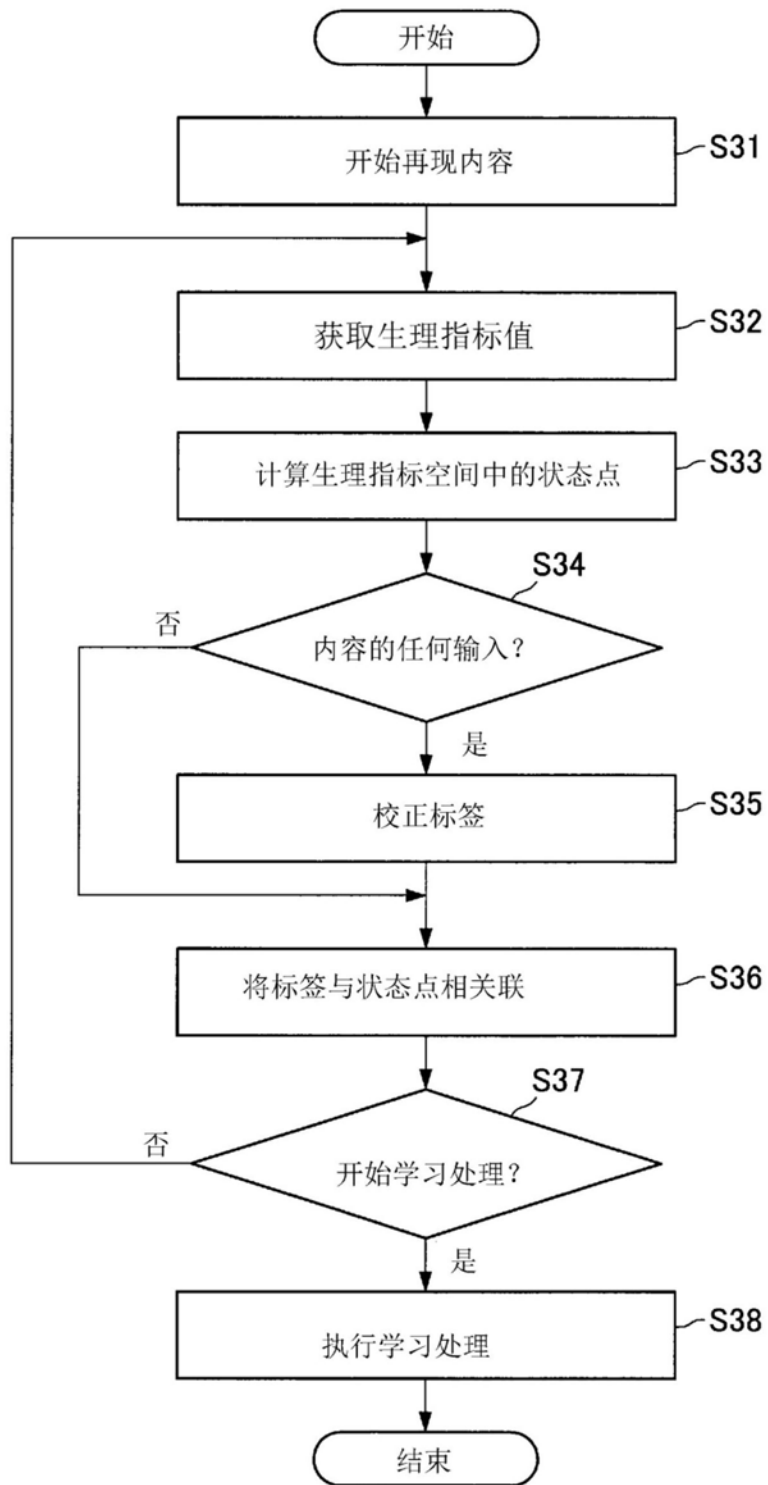 开始
开始再现内容
S31
获取生理指标值
S32
计算生理指标空间中的状态点
S33
S34
否
内容的任何输入？
是
校正标签
S35
将标签与状态点相关联
S36
S37
否
开始学习处理？
是
执行学习处理
S38
结束